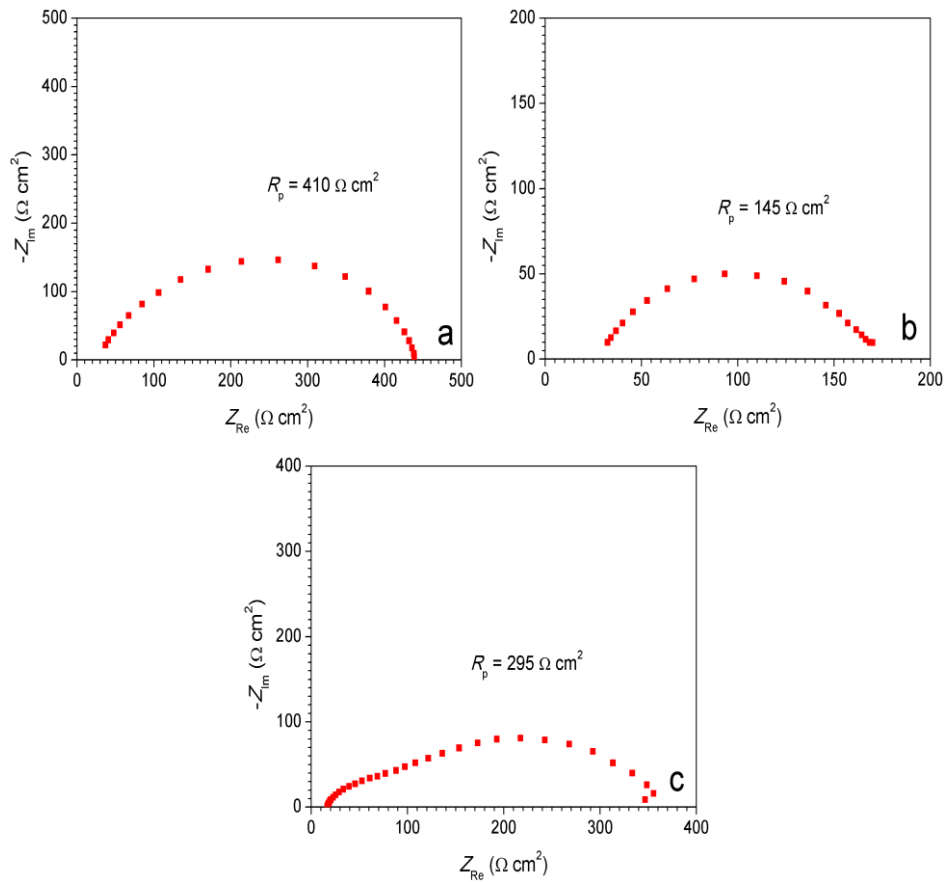 500
400
300
200
100
0
-Z_Im (Ω cm²)
R_p = 410 Ω cm²
a
0 100 200 300 400 500
Z_Re (Ω cm²)
200
150
100
50
0
-Z_Im (Ω cm²)
R_p = 145 Ω cm²
b
0 50 100 150 200
Z_Re (Ω cm²)
400
300
200
100
0
-Z_Im (Ω cm²)
R_p = 295 Ω cm²
c
0 100 200 300 400
Z_Re (Ω cm²)